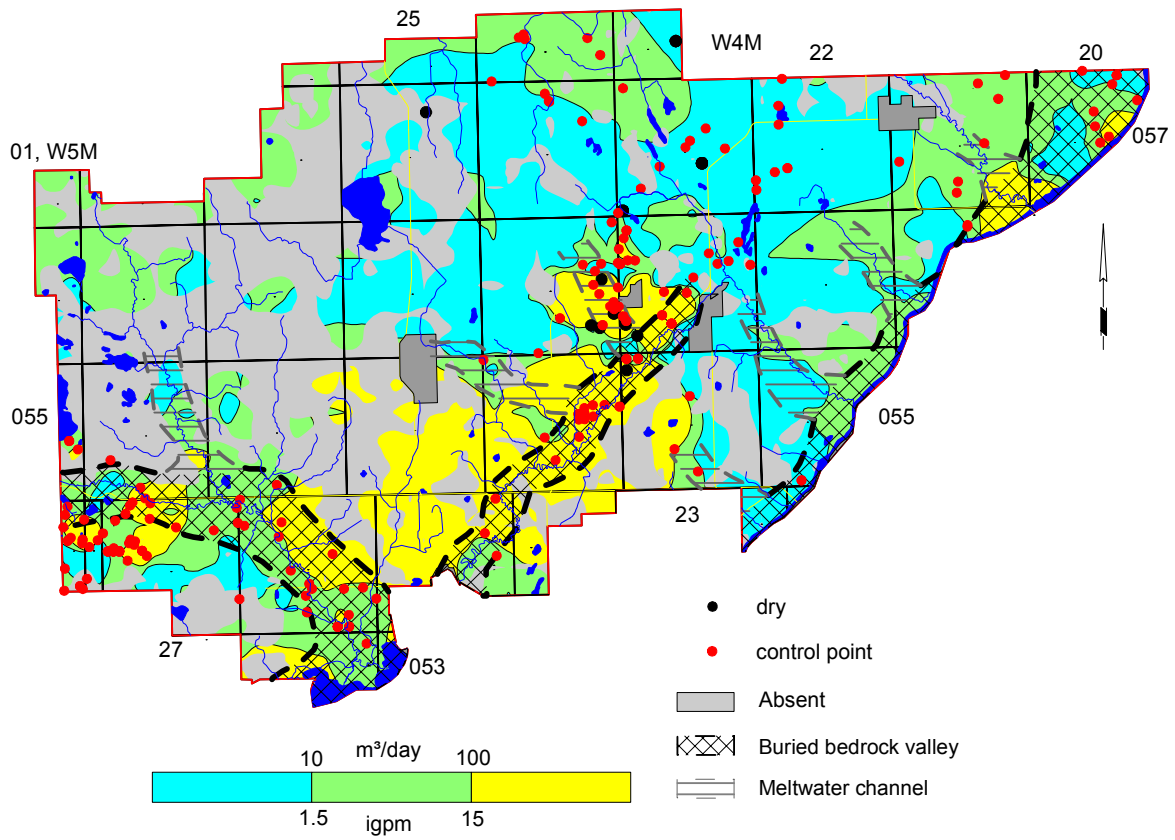 25
W4M
22
20
057
01, W5M
055
055
23
27
053
dry
control point
Absent
Buried bedrock valley
Meltwater channel
10 m³/day 100
1.5 igpm 15